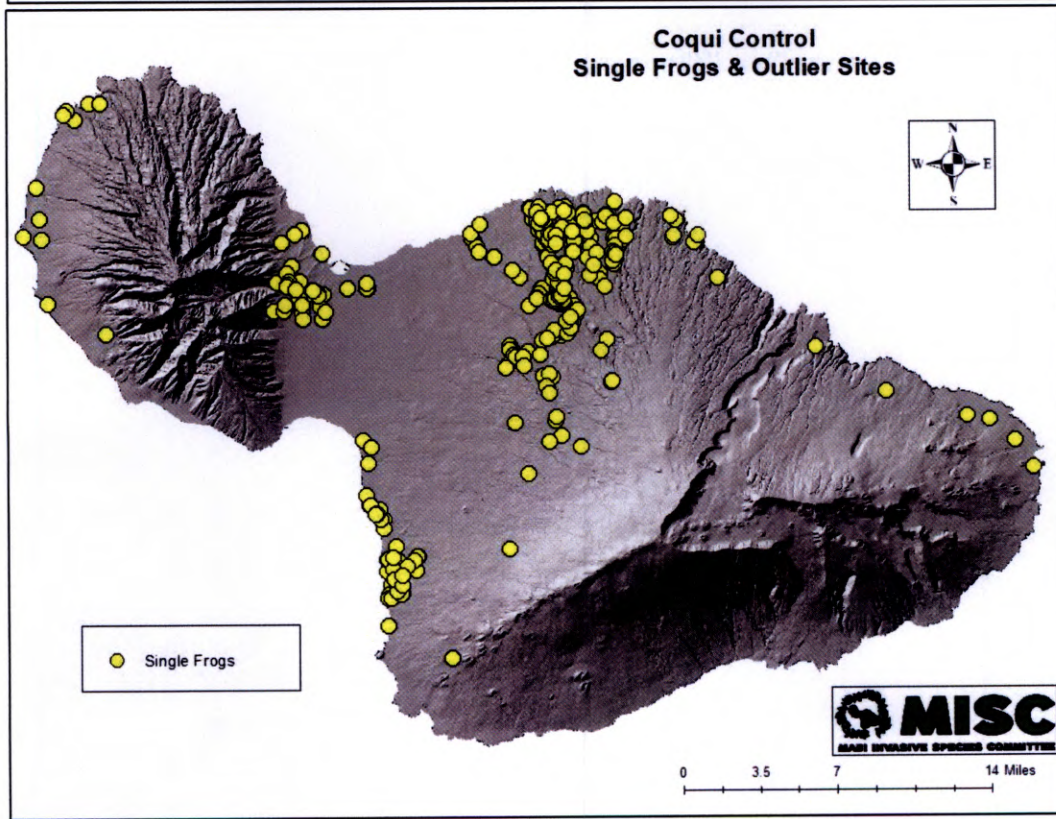 Coqui Control
Single Frogs & Outlier Sites
N
W E
S
Single Frogs
MISC
MAUI INVASIVE SPECIES COMMITTEE
0 3.5 7 14 Miles